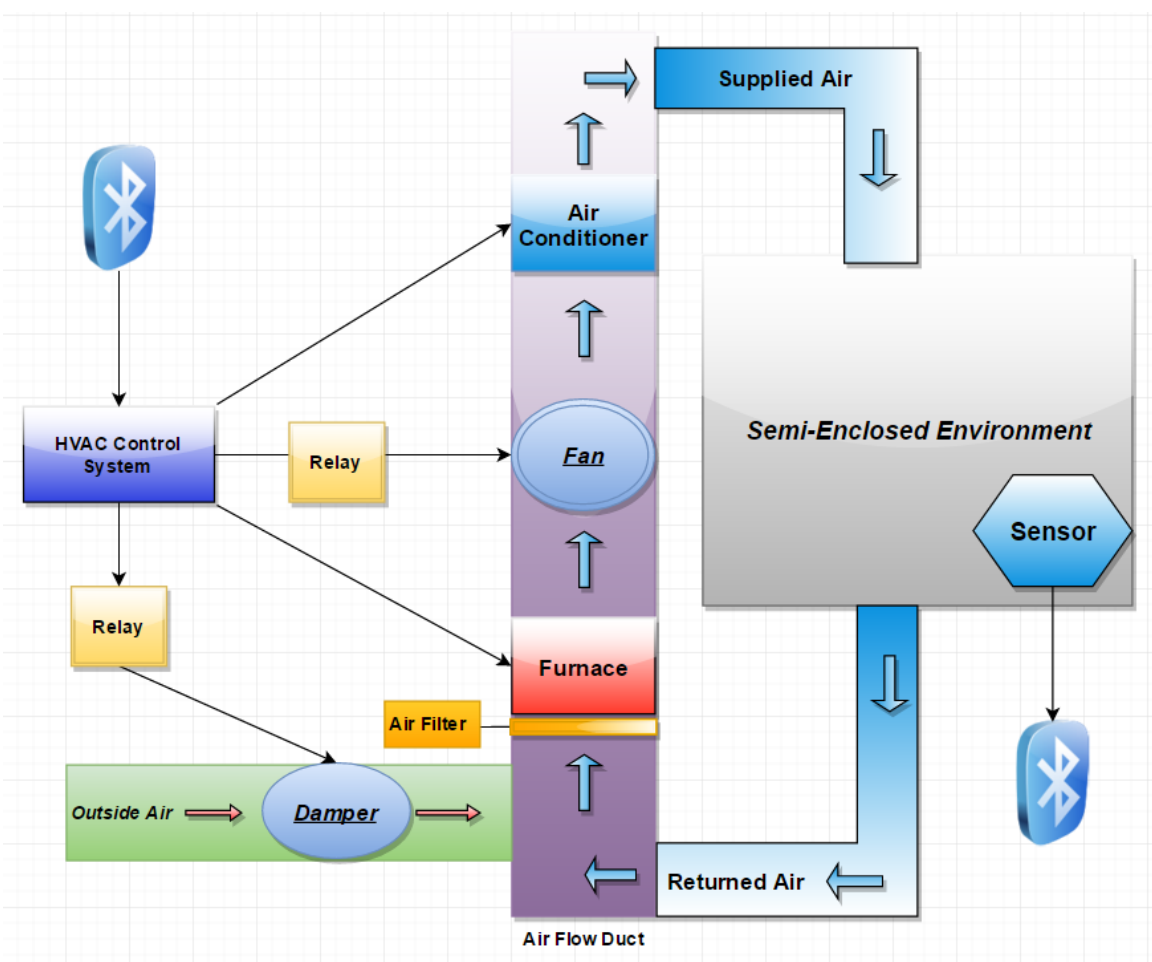 Supplied Air
Air
Conditioner
HVAC Control
System
Relay
Fan
Semi-Enclosed Environment
Sensor
Relay
Furnace
Air Filter
Outside Air
Damper
Returned Air
Air Flow Duct